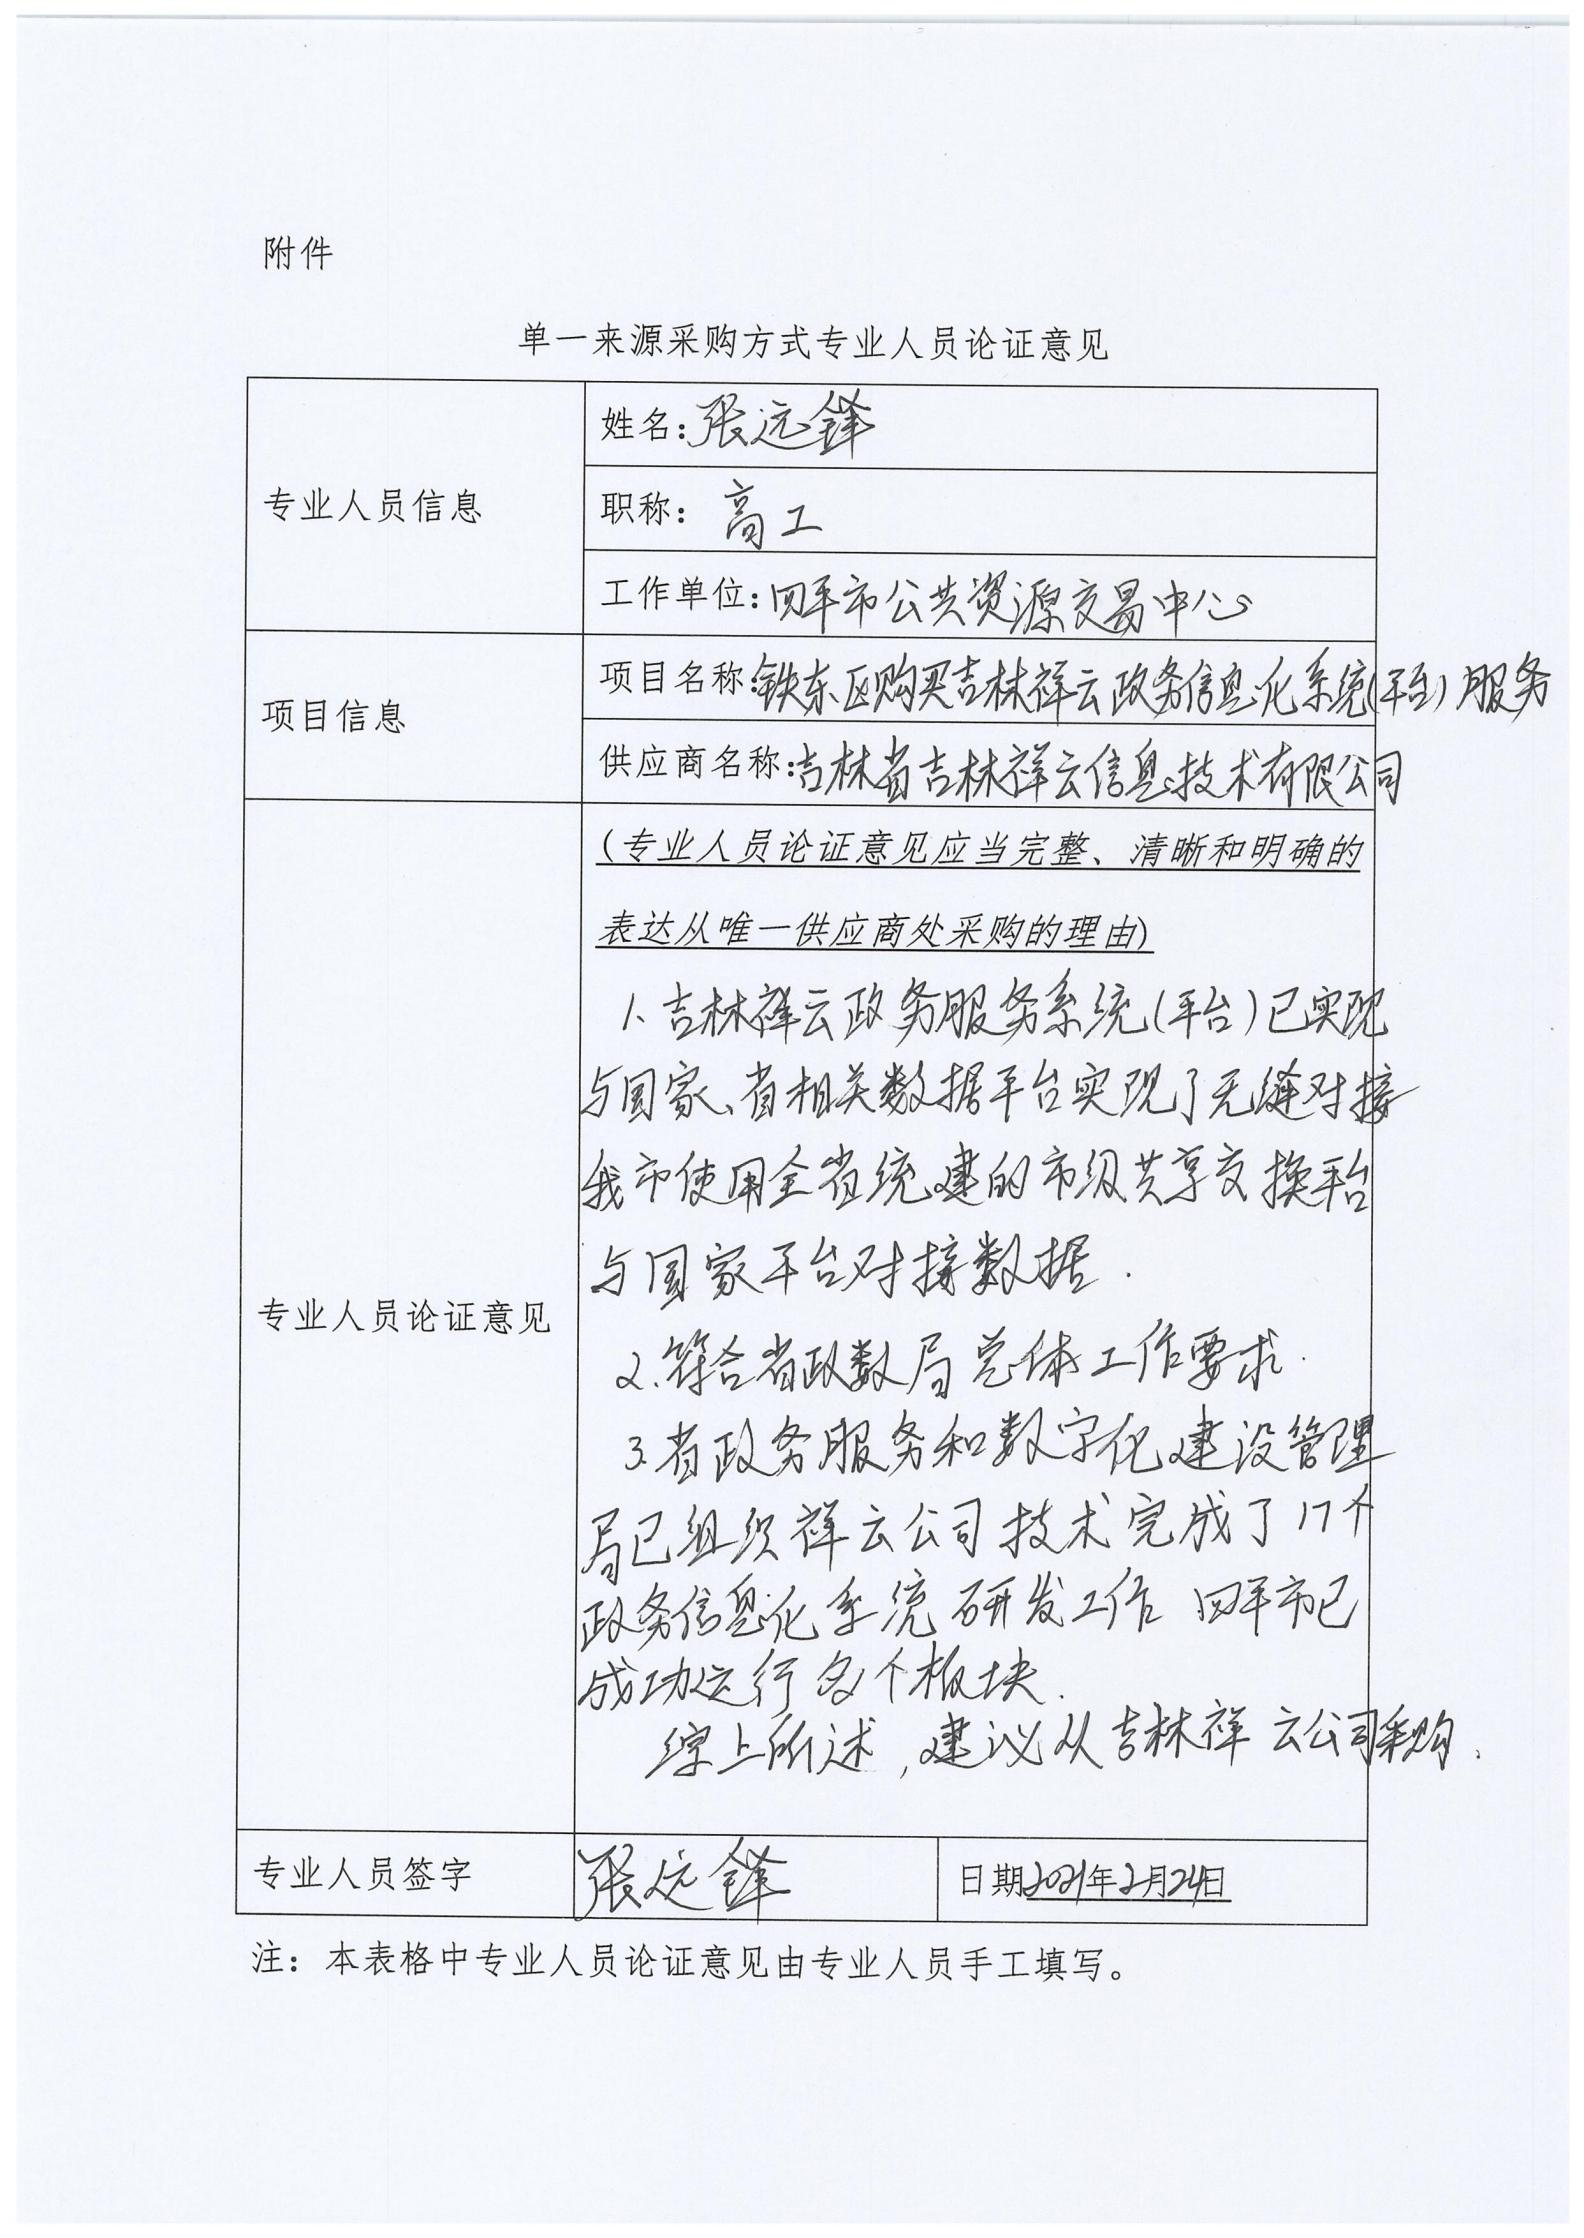 附件
单一来源采购方式专业人员论证意见
专业人员信息
姓名:张远铎
职称: 高工
工作单位:四平市公共资源交易中心
项目信息
项目名称:铁东区购买吉林祥云政务信息化系统(平台)服务
供应商名称:吉林省吉林祥云信息技术有限公司
专业人员论证意见
(专业人员论证意见应当完整、清晰和明确的
表达从唯一供应商处采购的理由)
1、吉林祥云政务服务系统(平台)已实现
与国家、省相关数据平台实现了无缝对接
我市使用全省统建的市级共享交换平台
与国家平台对接数据.
2.符合省政数局总体工作要求.
3.省政务服务和数字化建设管理
局已组织祥云公司技术完成了17个
政务信息化系统研发工作 四平市已
成功运行多个板块.
综上所述,建议从吉林祥云公司采购.
专业人员签字
张远铎
日期2021年2月24日
注：本表格中专业人员论证意见由专业人员手工填写。